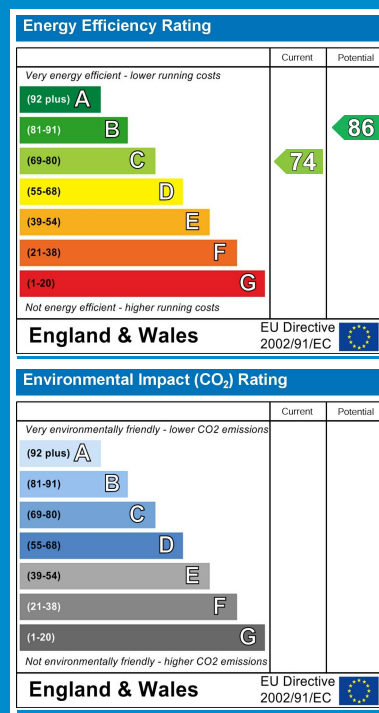 Energy Efficiency Rating
Current Potential
Very energy efficient - lower running costs
(92 plus) A
(81-91) B
(69-80) C
(55-68) D
(39-54) E
(21-38) F
(1-20) G
74
86
Not energy efficient - higher running costs
England & Wales
EU Directive
2002/91/EC
Environmental Impact (CO₂) Rating
Current Potential
Very environmentally friendly - lower CO2 emissions
(92 plus) A
(81-91) B
(69-80) C
(55-68) D
(39-54) E
(21-38) F
(1-20) G
Not environmentally friendly - higher CO2 emissions
England & Wales
EU Directive
2002/91/EC